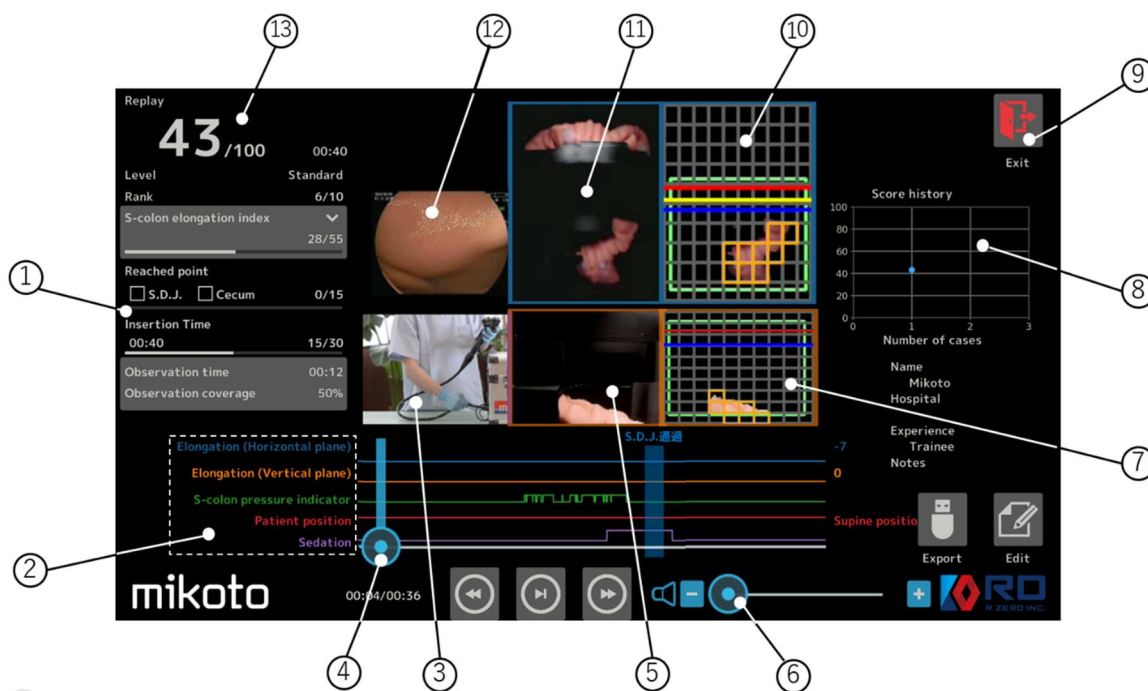 13
12
11
10
9
Replay
43/100
00:40
Level
Standard
Rank
6/10
S-colon elongation index
28/55
Reached point
S.D.J.
Cecum
0/15
Insertion Time
00:40
15/30
Observation time
00:12
Observation coverage
50%
Exit
Score history
100
80
60
40
20
0
0
1
2
3
Number of cases
Name
Mikoto
Hospital
Experience
Trainee
Notes
1
8
7
S.D.J.通過
Elongation (Horizontal plane)
-7
Elongation (Vertical plane)
0
S-colon pressure indicator
Patient position
Supine positio
Sedation
2
Export
Edit
mikoto
00:04/00:36
RO
R ZERO INC.
4
3
5
6